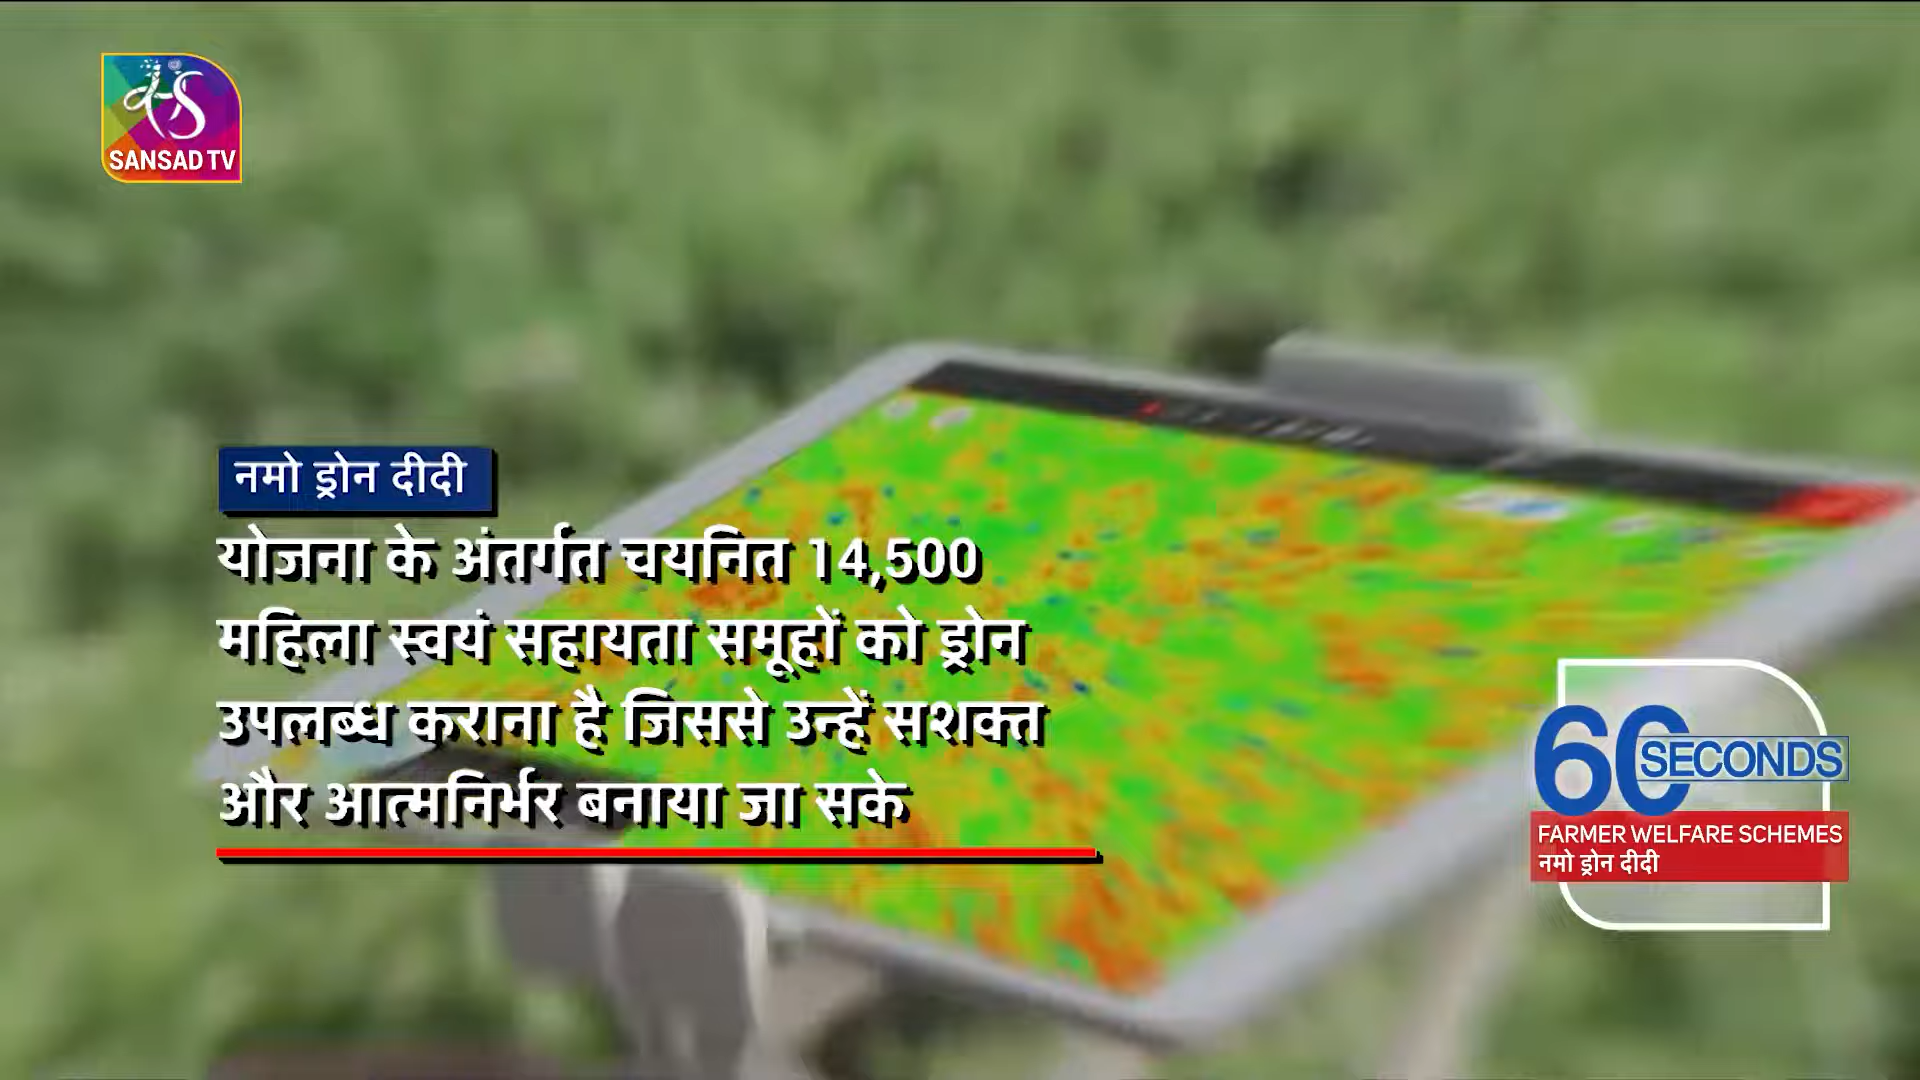 SANSAD TV
नमो ड्रोन दीदी
योजना के अंतर्गत चयनित 14,500
महिला स्वयं सहायता समूहों को ड्रोन
उपलब्ध कराना है जिससे उन्हें सशक्त
और आत्मनिर्भर बनाया जा सके
60 SECONDS
FARMER WELFARE SCHEMES
नमो ड्रोन दीदी